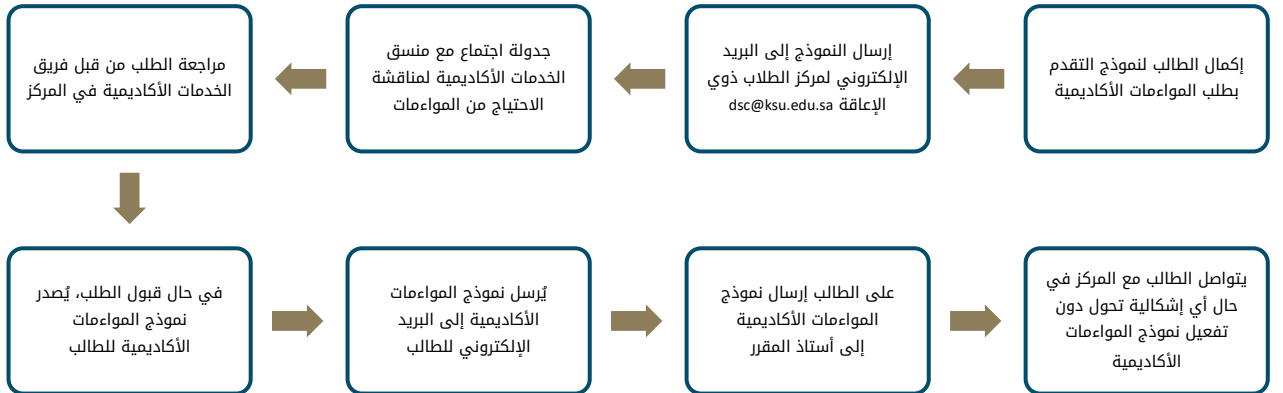 إكمال الطالب لنموذج التقدم
بطلب المواءمات الأكاديمية
إرسال النموذج إلى البريد
الإلكتروني لمركز الطلاب ذوي
الإعاقة dsc@ksu.edu.sa
جدولة اجتماع مع منسق
الخدمات الأكاديمية لمناقشة
الاحتياج من المواءمات
مراجعة الطلب من قبل فريق
الخدمات الأكاديمية في المركز
في حال قبول الطلب، يُصدر
نموذج المواءمات
الأكاديمية للطالب
يُرسل نموذج المواءمات
الأكاديمية إلى البريد
الإلكتروني للطالب
على الطالب إرسال نموذج
المواءمات الأكاديمية
إلى أستاذ المقرر
يتواصل الطالب مع المركز في
حال أي إشكالية تحول دون
تفعيل نموذج المواءمات
الأكاديمية